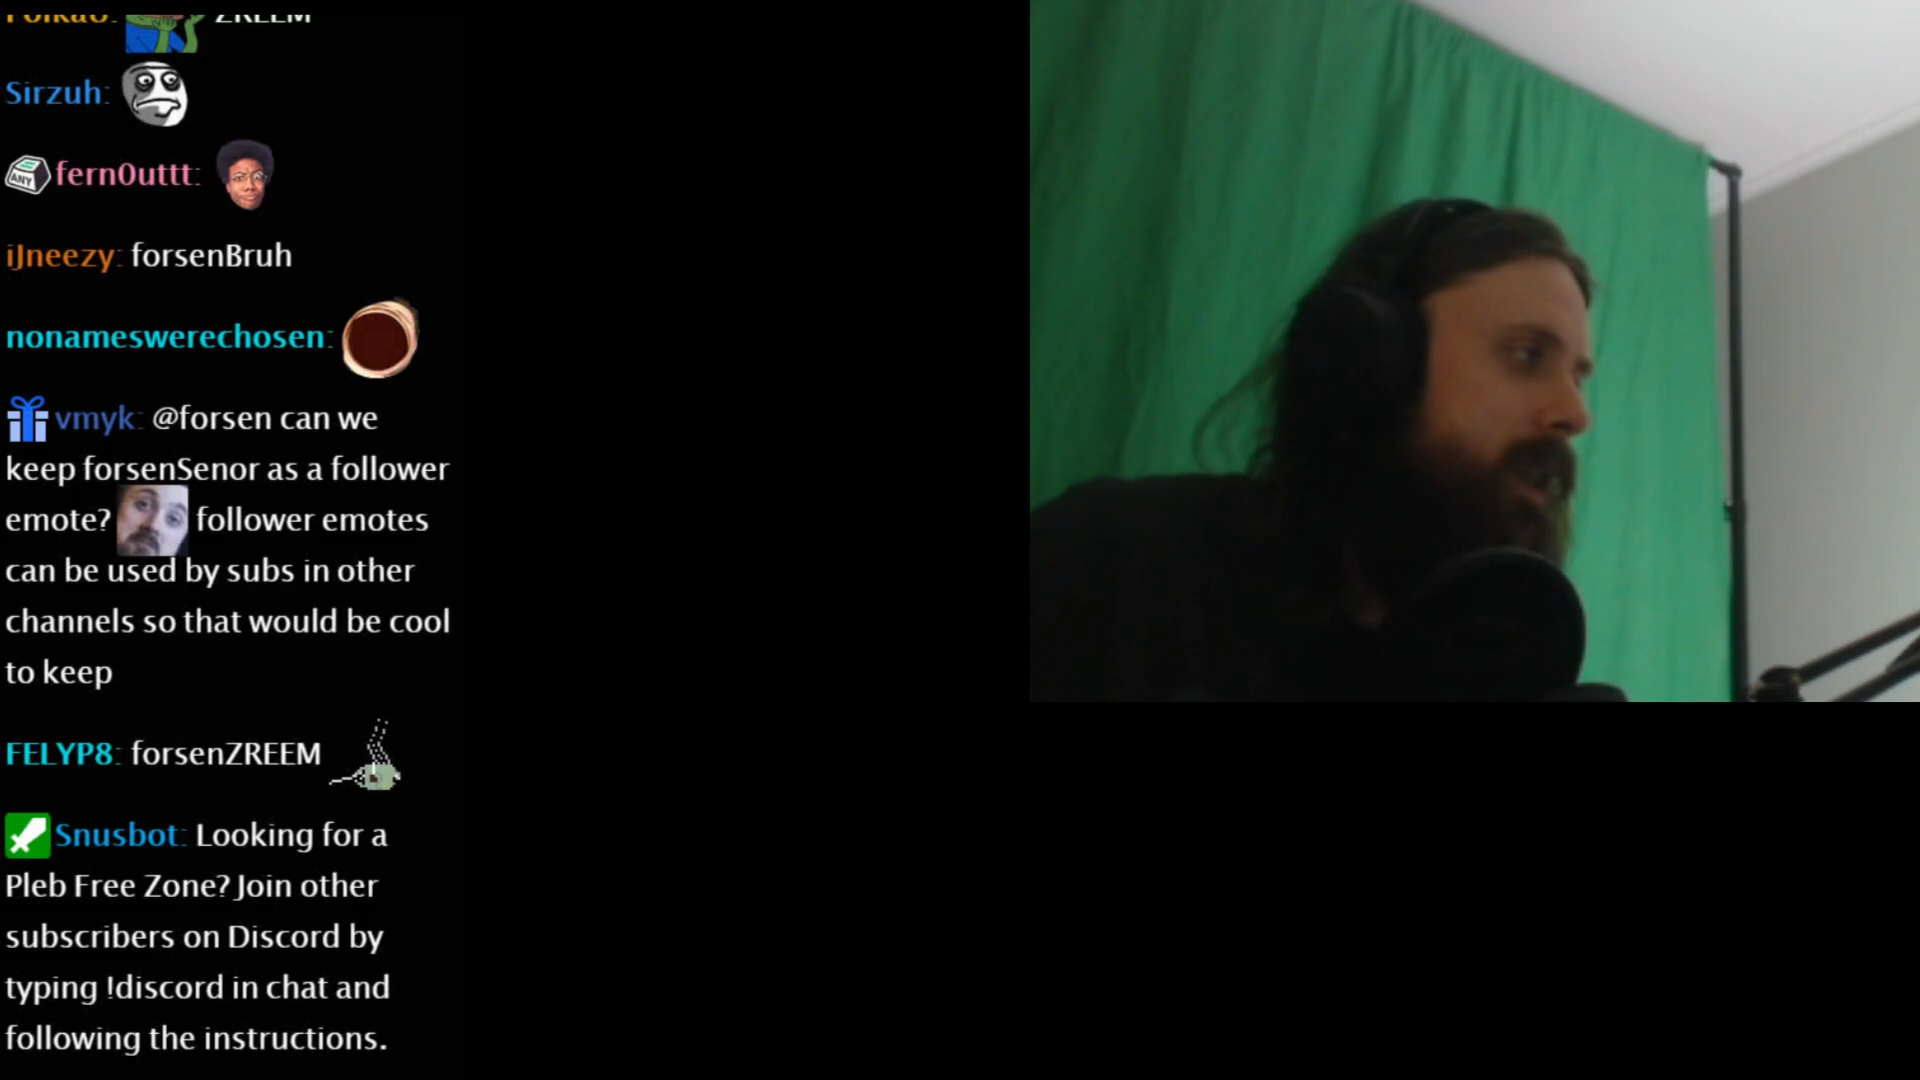 ZREEM
Sirzuh:
ANY fern0uttt:
iJneezy: forsenBruh
nonameswerechosen:
vmyk: @forsen can we
keep forsenSenor as a follower
emote? follower emotes
can be used by subs in other
channels so that would be cool
to keep
FELYP8: forsenZREEM
Snusbot: Looking for a
Pleb Free Zone? Join other
subscribers on Discord by
typing !discord in chat and
following the instructions.